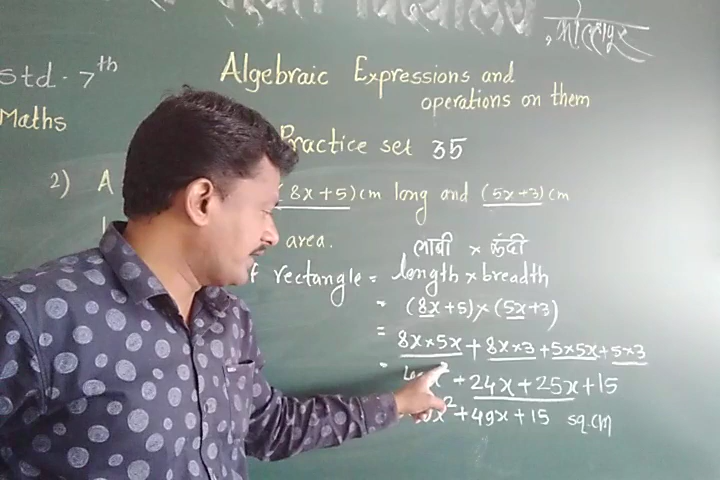 विद्यालय
, कोल्हापूर
Std. 7th
Maths
Algebraic Expressions and
operations on them
Practice set 35
2) A (8x+5) cm long and (5x+3) cm
area.
लांबी × रुंदी
rectangle = length × breadth
= (8x+5)×(5x+3)
= 8x×5x + 8x×3 + 5×5x + 5×3
= x² + 24x + 25x + 15
x² + 49x + 15 sq.cm